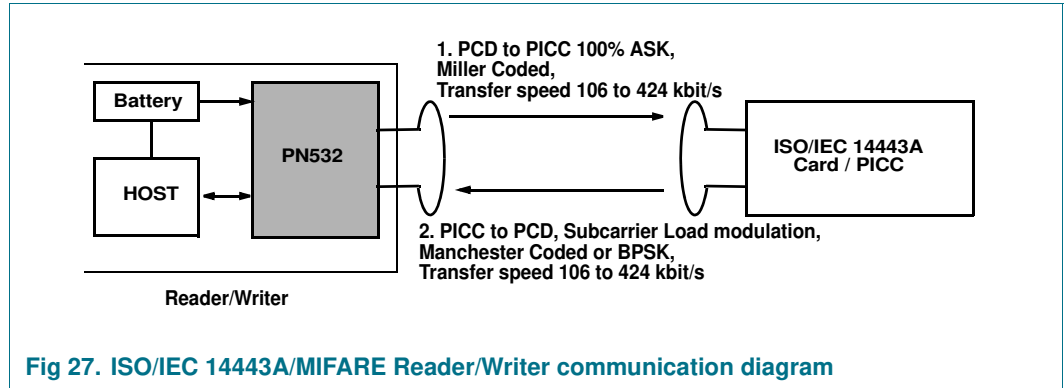 1. PCD to PICC 100% ASK,
Miller Coded,
Transfer speed 106 to 424 kbit/s
Battery
PN532
HOST
ISO/IEC 14443A
Card / PICC
2. PICC to PCD, Subcarrier Load modulation,
Manchester Coded or BPSK,
Transfer speed 106 to 424 kbit/s
Reader/Writer
Fig 27. ISO/IEC 14443A/MIFARE Reader/Writer communication diagram